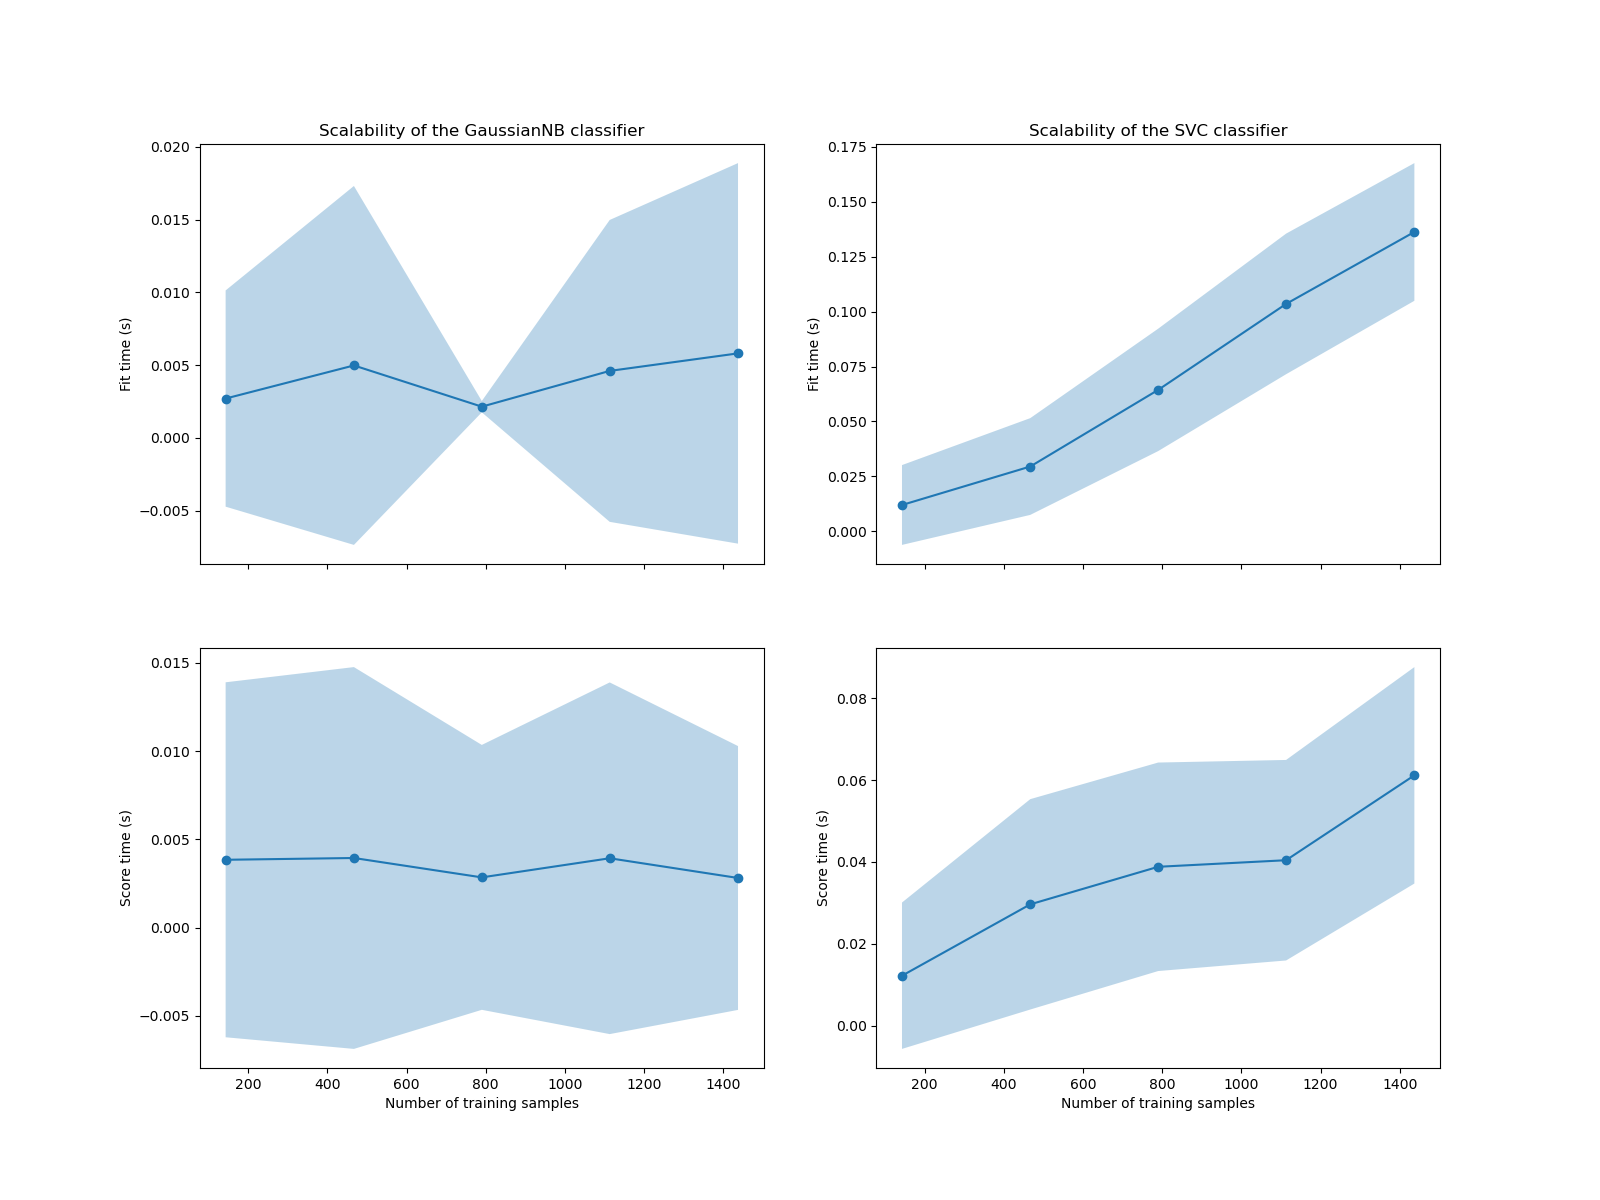 Scalability of the GaussianNB classifier
0.020
0.015
0.010
0.005
0.000
−0.005
Fit time (s)
Scalability of the SVC classifier
0.175
0.150
0.125
0.100
0.075
0.050
0.025
0.000
Fit time (s)
0.015
0.010
0.005
0.000
−0.005
Score time (s)
200 400 600 800 1000 1200 1400
Number of training samples
0.08
0.06
0.04
0.02
0.00
Score time (s)
200 400 600 800 1000 1200 1400
Number of training samples